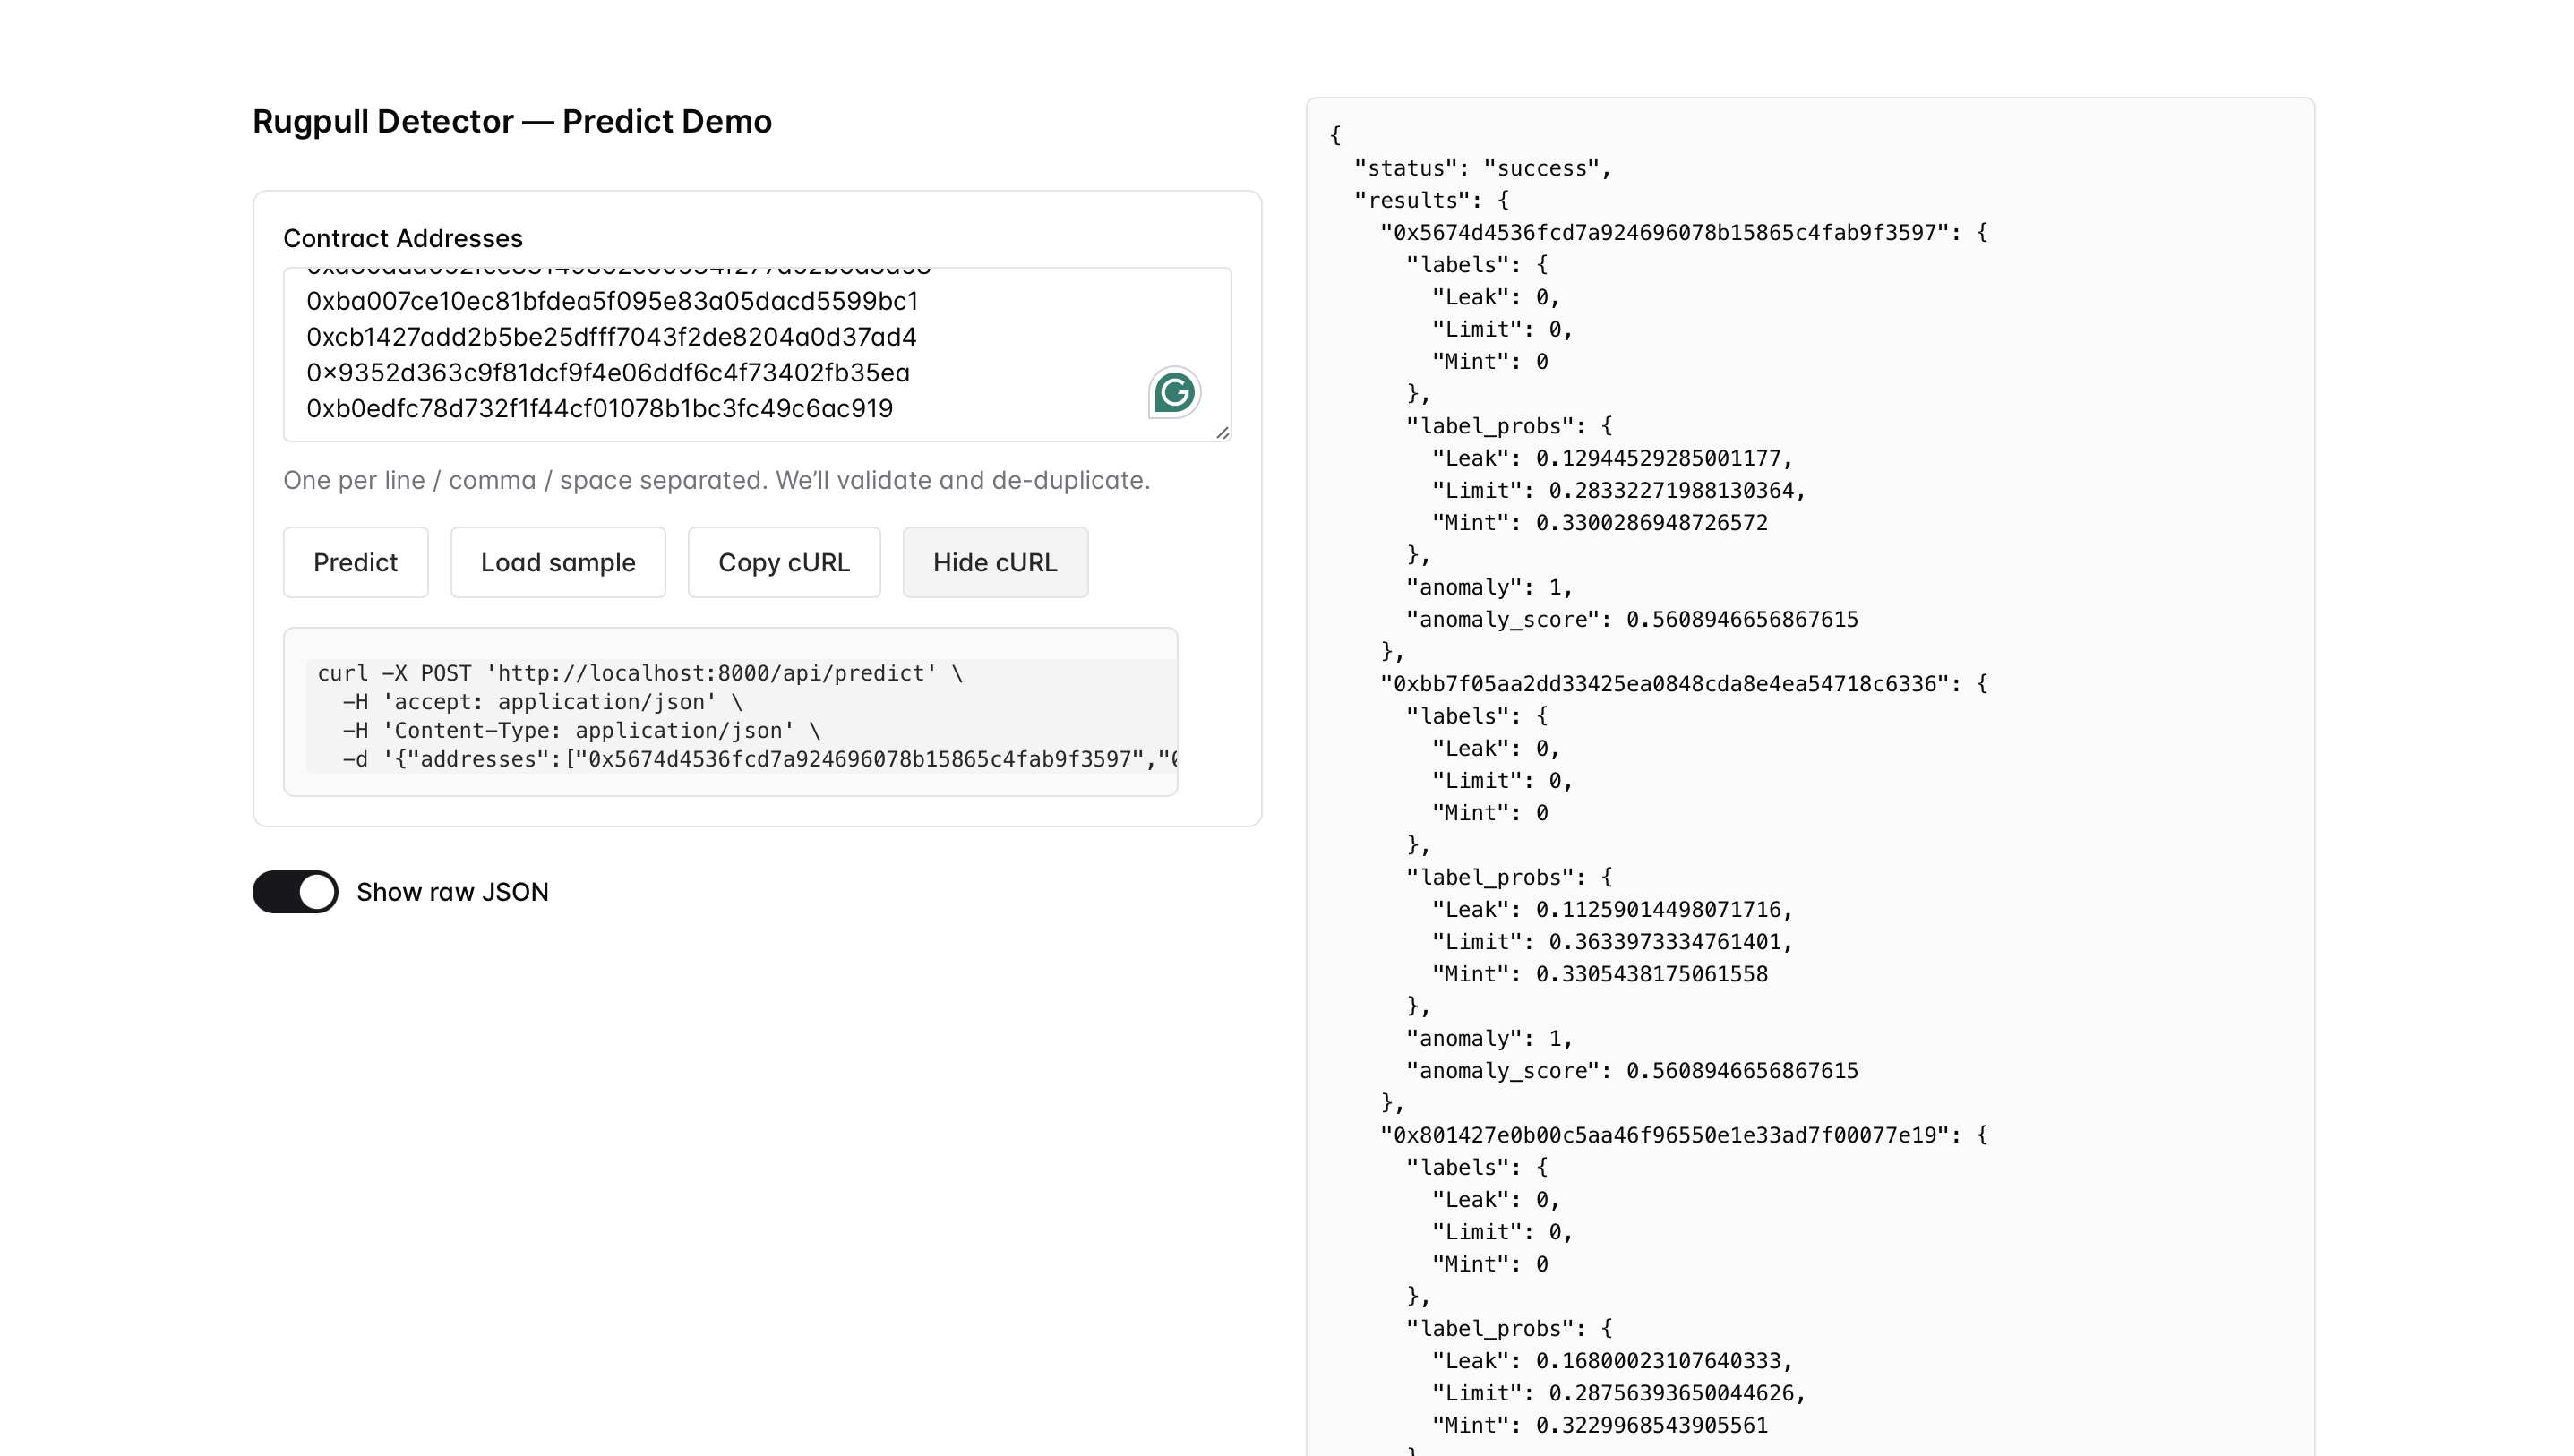 Rugpull Detector — Predict Demo
Contract Addresses
0xba007ce10ec81bfdea5f095e83a05dacd5599bc1
0xcb1427add2b5be25dfff7043f2de8204a0d37ad4
0×9352d363c9f81dcf9f4e06ddf6c4f73402fb35ea
0xb0edfc78d732f1f44cf01078b1bc3fc49c6ac919
One per line / comma / space separated. We’ll validate and de-duplicate.
Predict
Load sample
Copy cURL
Hide cURL
curl -X POST 'http://localhost:8000/api/predict' \
  -H 'accept: application/json' \
  -H 'Content-Type: application/json' \
  -d '{"addresses":["0x5674d4536fcd7a924696078b15865c4fab9f3597","0
Show raw JSON
{
  "status": "success",
  "results": {
    "0x5674d4536fcd7a924696078b15865c4fab9f3597": {
      "labels": {
        "Leak": 0,
        "Limit": 0,
        "Mint": 0
      },
      "label_probs": {
        "Leak": 0.12944529285001177,
        "Limit": 0.28332271988130364,
        "Mint": 0.3300286948726572
      },
      "anomaly": 1,
      "anomaly_score": 0.5608946656867615
    },
    "0xbb7f05aa2dd33425ea0848cda8e4ea54718c6336": {
      "labels": {
        "Leak": 0,
        "Limit": 0,
        "Mint": 0
      },
      "label_probs": {
        "Leak": 0.11259014498071716,
        "Limit": 0.3633973334761401,
        "Mint": 0.3305438175061558
      },
      "anomaly": 1,
      "anomaly_score": 0.5608946656867615
    },
    "0x801427e0b00c5aa46f96550e1e33ad7f00077e19": {
      "labels": {
        "Leak": 0,
        "Limit": 0,
        "Mint": 0
      },
      "label_probs": {
        "Leak": 0.16800023107640333,
        "Limit": 0.28756393650044626,
        "Mint": 0.3229968543905561